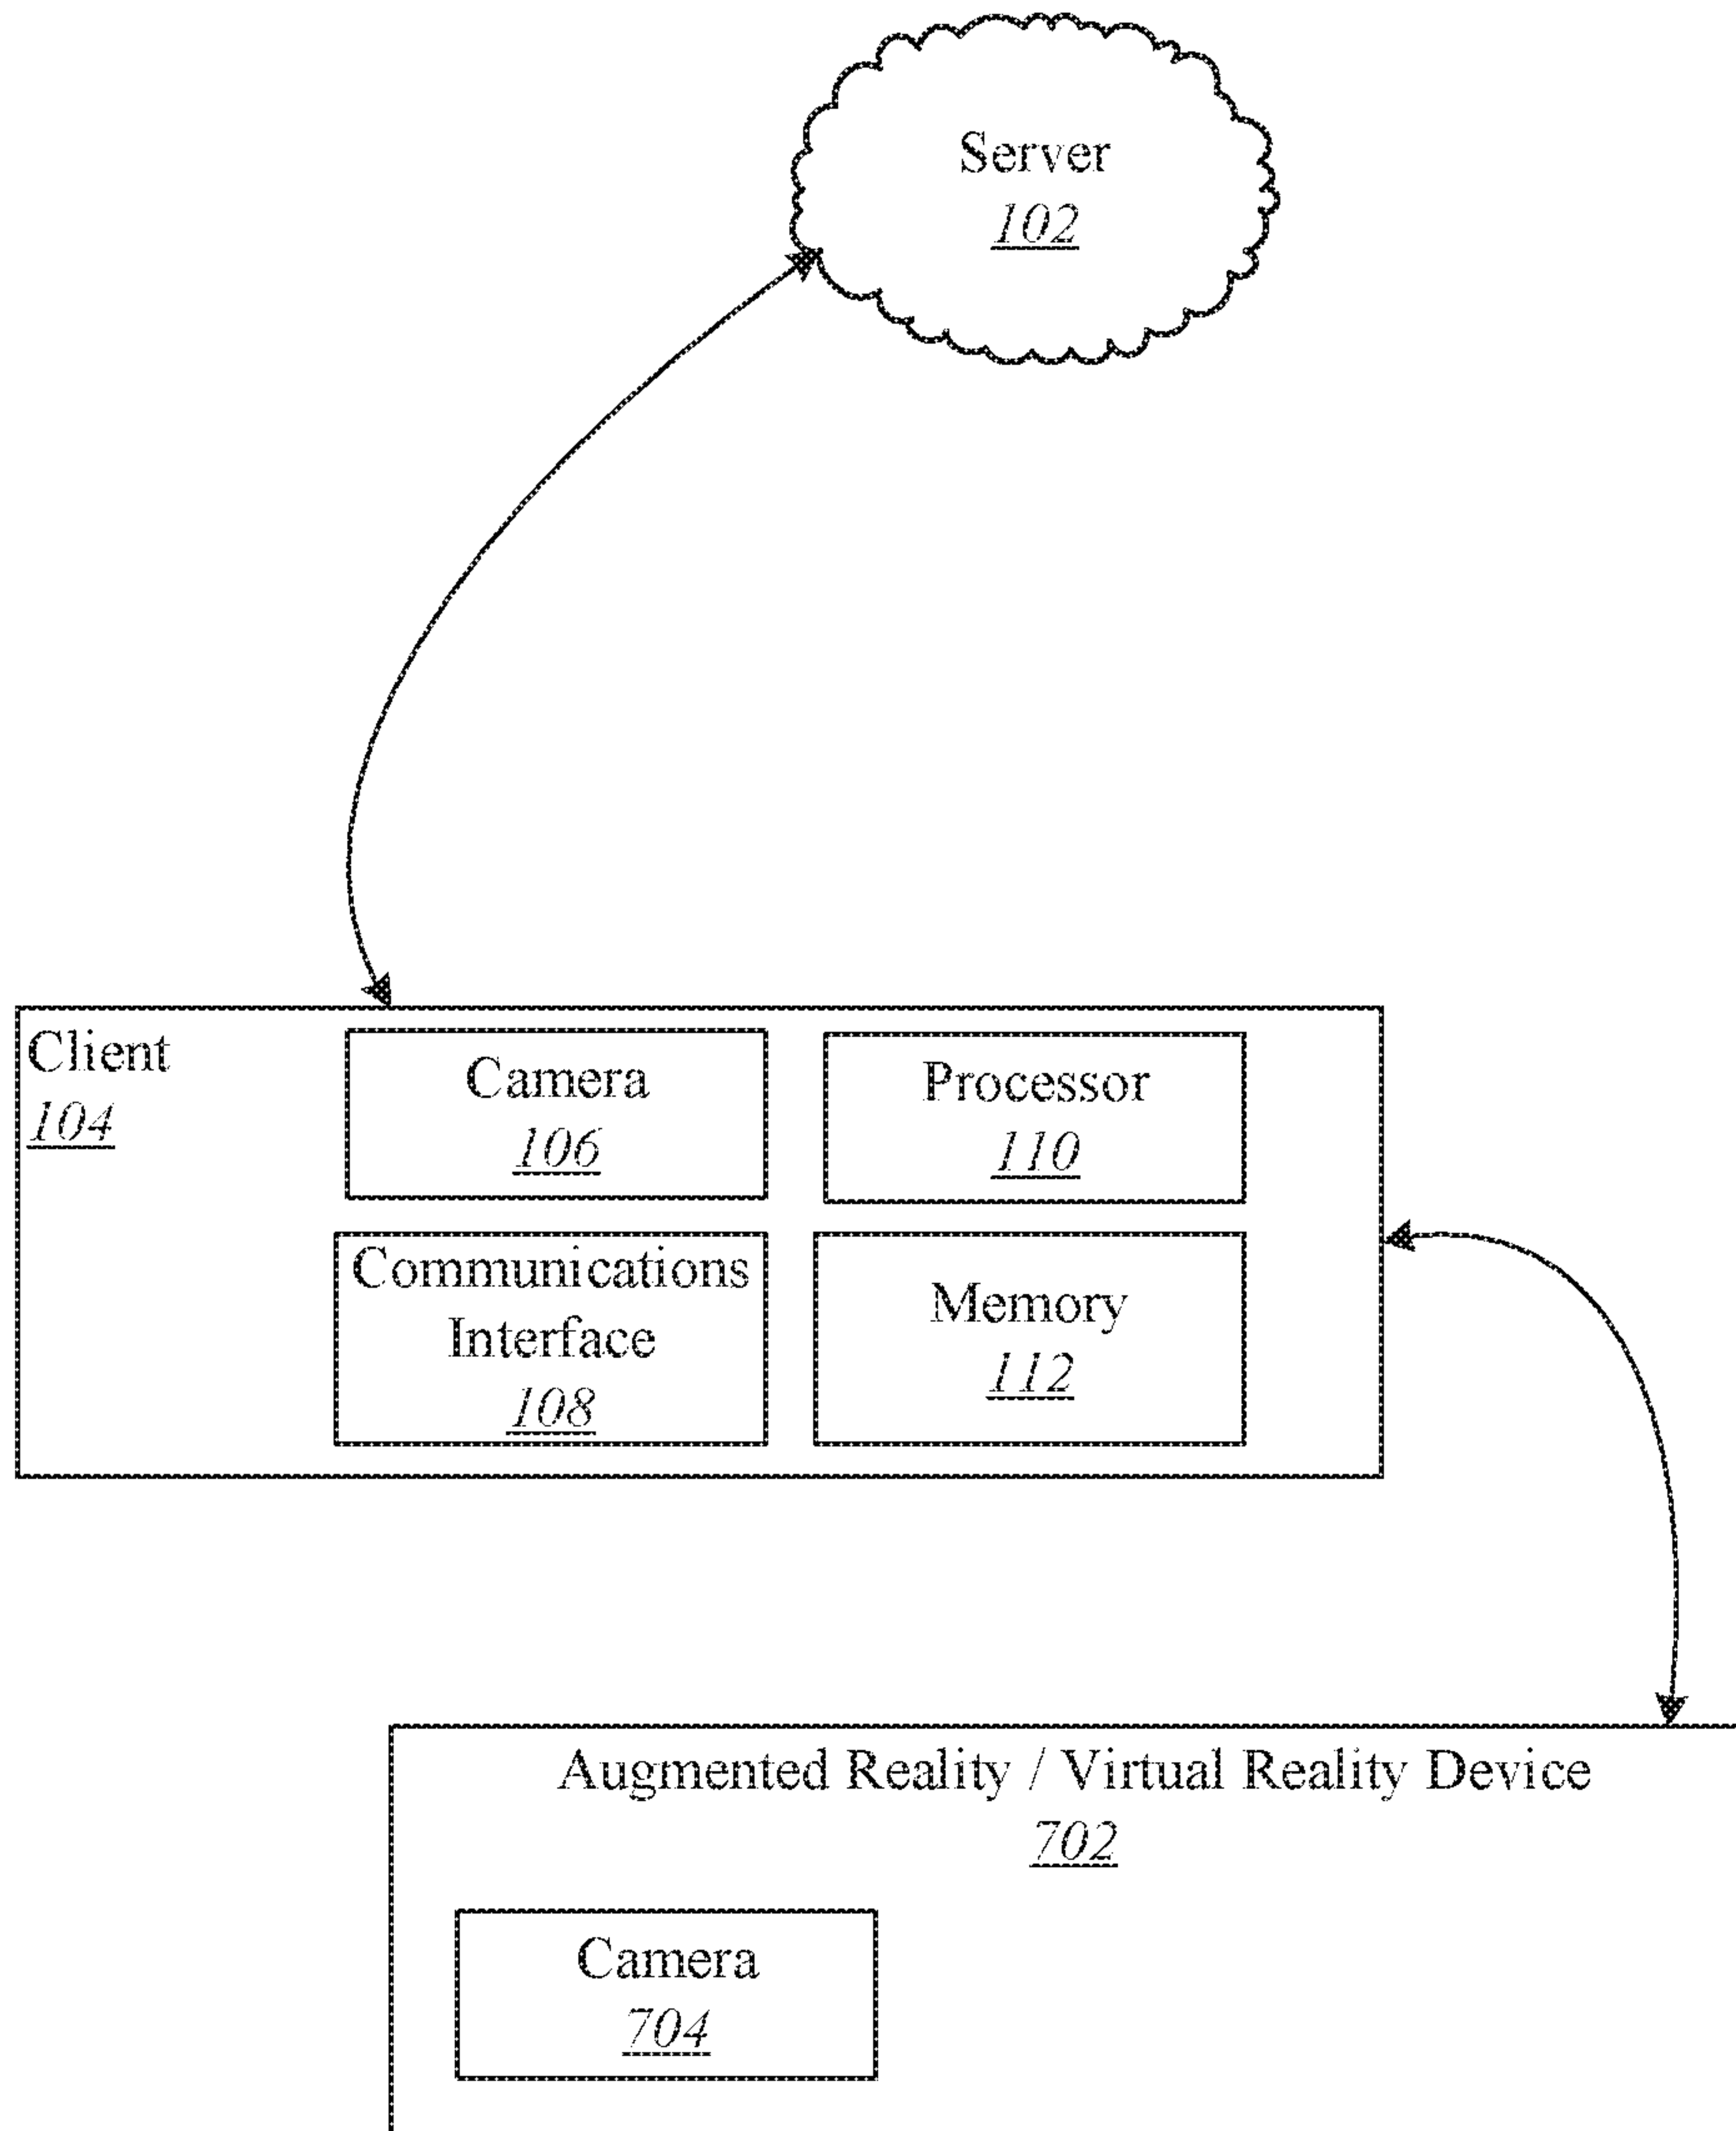 Server
102
Client
104
Camera
106
Processor
110
Communications
Interface
108
Memory
112
Augmented Reality / Virtual Reality Device
702
Camera
704